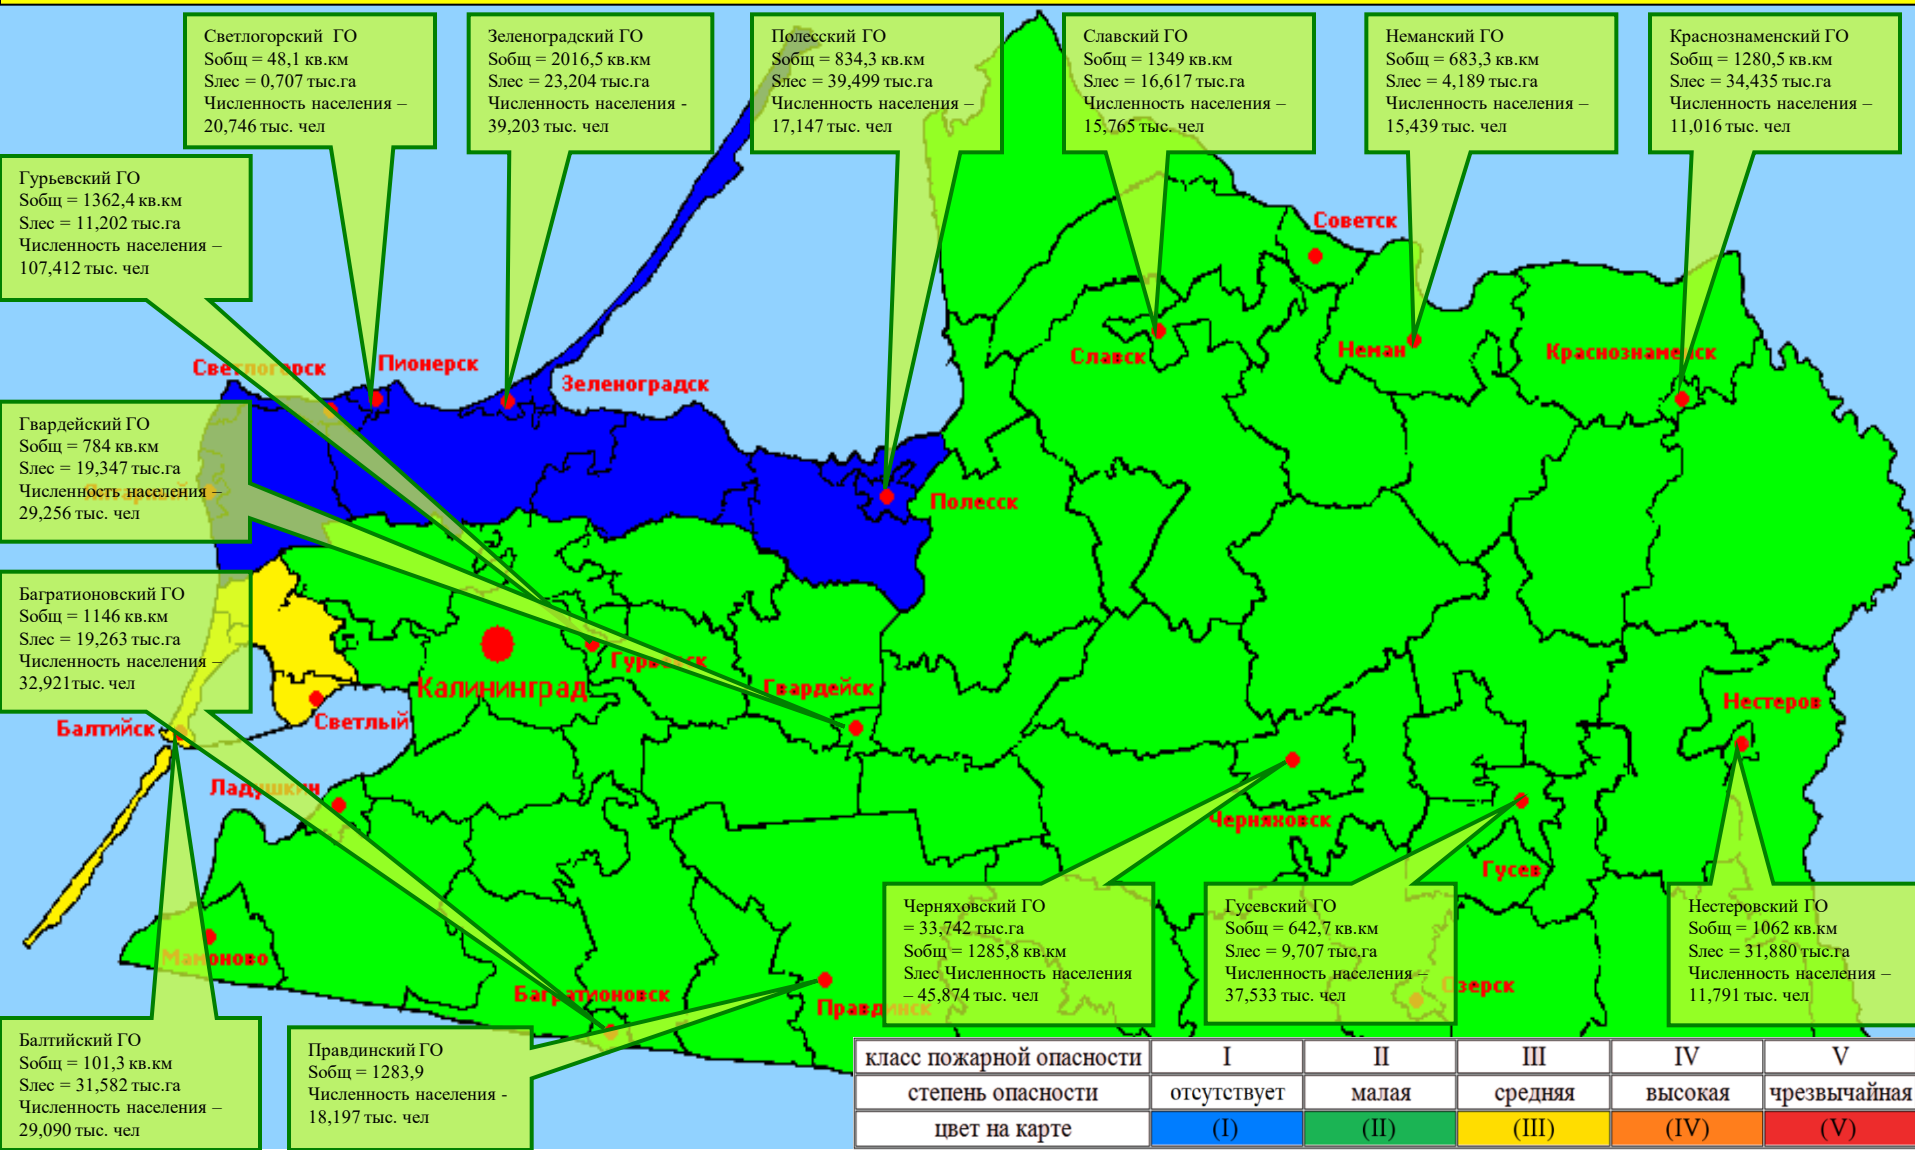 Светлогорский ГО
Sобщ = 48,1 кв.км
Sлес = 0,707 тыс.га
Численность населения –
20,746 тыс. чел
Зеленоградский ГО
Sобщ = 2016,5 кв.км
Sлес = 23,204 тыс.га
Численность населения -
39,203 тыс. чел
Полесский ГО
Sобщ = 834,3 кв.км
Sлес = 39,499 тыс.га
Численность населения –
17,147 тыс. чел
Славский ГО
Sобщ = 1349 кв.км
Sлес = 16,617 тыс.га
Численность населения –
15,765 тыс. чел
Неманский ГО
Sобщ = 683,3 кв.км
Sлес = 4,189 тыс.га
Численность населения –
15,439 тыс. чел
Краснознаменский ГО
Sобщ = 1280,5 кв.км
Sлес = 34,435 тыс.га
Численность населения –
11,016 тыс. чел
Гурьевский ГО
Sобщ = 1362,4 кв.км
Sлес = 11,202 тыс.га
Численность населения –
107,412 тыс. чел
Советск
Светлогорск
Пионерск
Зеленоградск
Славск
Неман
Краснознаменск
Гвардейский ГО
Sобщ = 784 кв.км
Sлес = 19,347 тыс.га
Численность населения –
29,256 тыс. чел
Янтарный
Полесск
Багратионовский ГО
Sобщ = 1146 кв.км
Sлес = 19,263 тыс.га
Численность населения –
32,921тыс. чел
Гурьевск
Калининград
Гвардейск
Нестеров
Балтийск
Светлый
Ладушкин
Черняховск
Гусев
Мамоново
Багратионовск
Правдинск
Озерск
Черняховский ГО
= 33,742 тыс.га
Sобщ = 1285,8 кв.км
Sлес Численность населения
– 45,874 тыс. чел
Гусевский ГО
Sобщ = 642,7 кв.км
Sлес = 9,707 тыс.га
Численность населения –
37,533 тыс. чел
Нестеровский ГО
Sобщ = 1062 кв.км
Sлес = 31,880 тыс.га
Численность населения –
11,791 тыс. чел
Балтийский ГО
Sобщ = 101,3 кв.км
Sлес = 31,582 тыс.га
Численность населения –
29,090 тыс. чел
Правдинский ГО
Sобщ = 1283,9
Численность населения -
18,197 тыс. чел
класс пожарной опасности I II III IV V
степень опасности отсутствует малая средняя высокая чрезвычайная
цвет на карте (I) (II) (III) (IV) (V)